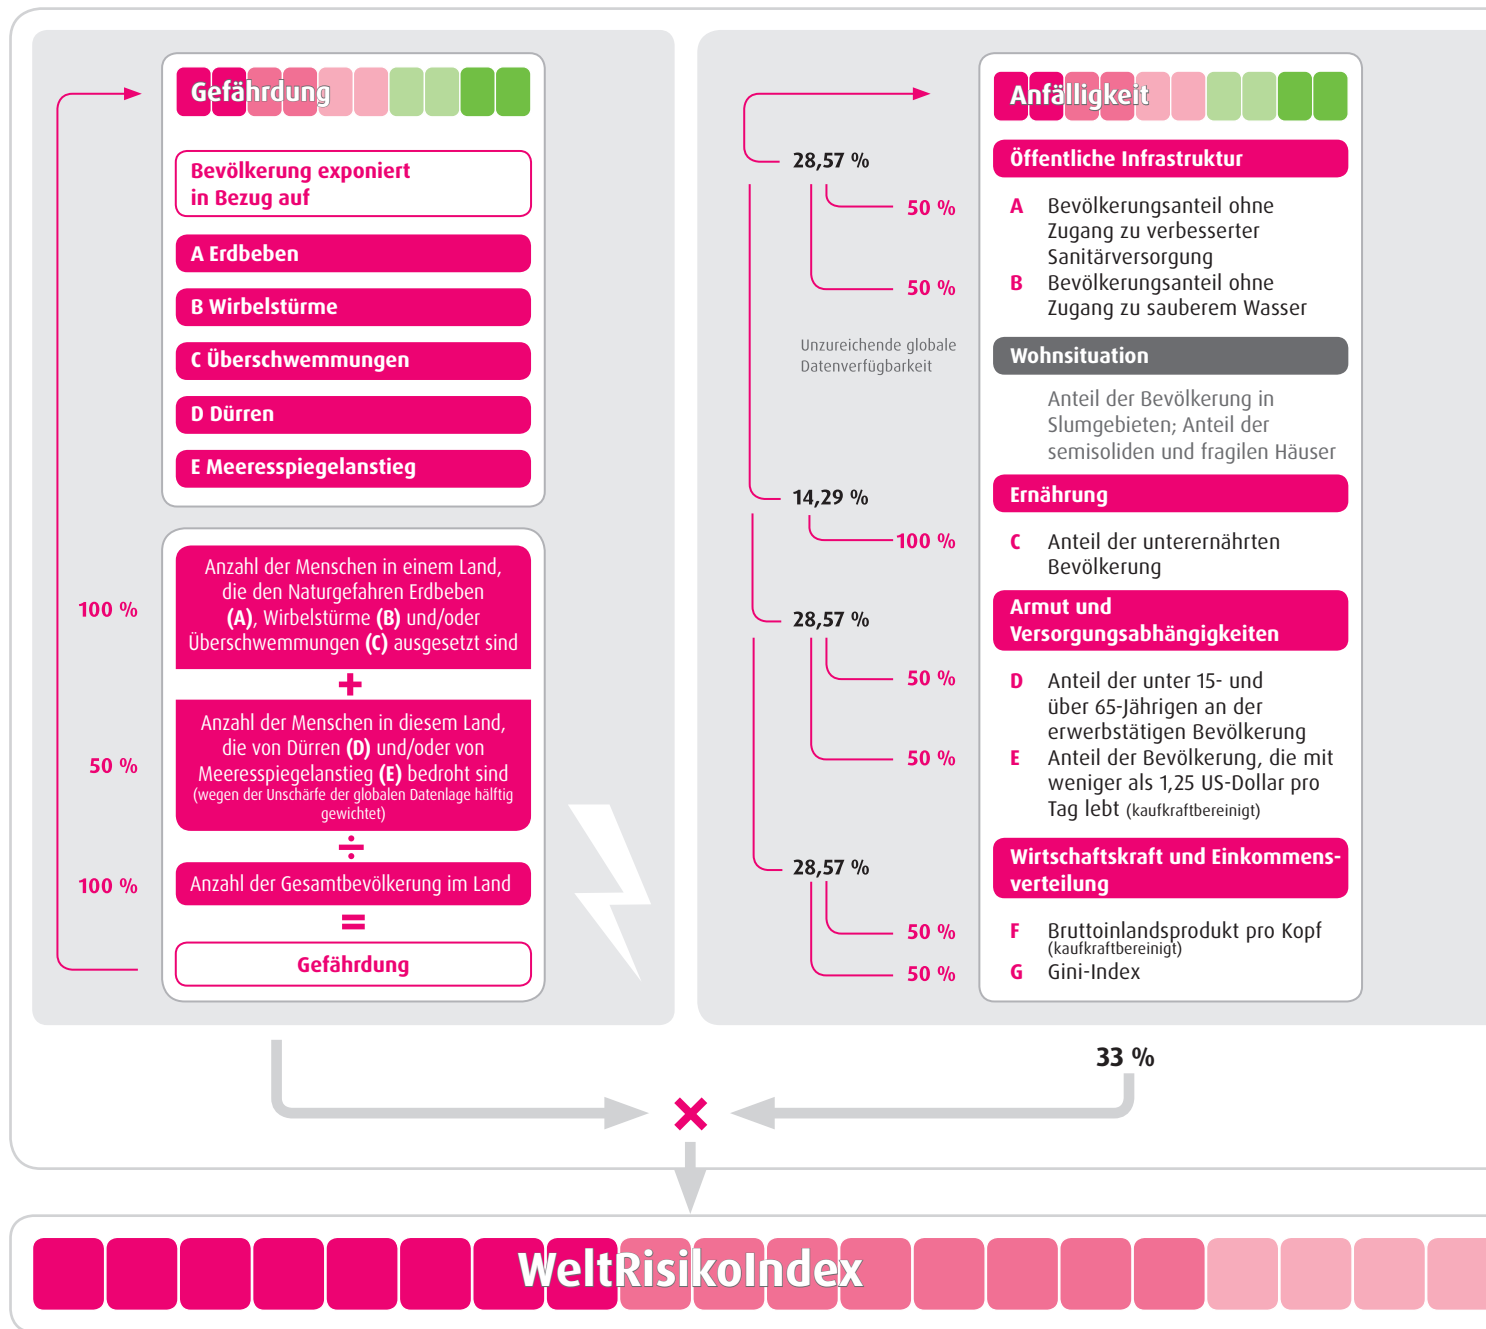 Gefährdung
Bevölkerung exponiert
in Bezug auf
A Erdbeben
B Wirbelstürme
C Überschwemmungen
D Dürren
E Meeresspiegelanstieg
100 %
Anzahl der Menschen in einem Land,
die den Naturgefahren Erdbeben
(A), Wirbelstürme (B) und/oder
Überschwemmungen (C) ausgesetzt sind
+
50 %
Anzahl der Menschen in diesem Land,
die von Dürren (D) und/oder von
Meeresspiegelanstieg (E) bedroht sind
(wegen der Unschärfe der globalen Datenlage hälftig
gewichtet)
÷
100 %
Anzahl der Gesamtbevölkerung im Land
=
Gefährdung
Anfälligkeit
28,57 %
Öffentliche Infrastruktur
50 %
A Bevölkerungsanteil ohne
Zugang zu verbesserter
Sanitärversorgung
50 %
B Bevölkerungsanteil ohne
Zugang zu sauberem Wasser
Unzureichende globale
Datenverfügbarkeit
Wohnsituation
Anteil der Bevölkerung in
Slumgebieten; Anteil der
semisoliden und fragilen Häuser
14,29 %
Ernährung
100 %
C Anteil der unterernährten
Bevölkerung
28,57 %
Armut und
Versorgungsabhängigkeiten
50 %
D Anteil der unter 15- und
über 65-Jährigen an der
erwerbstätigen Bevölkerung
50 %
E Anteil der Bevölkerung, die mit
weniger als 1,25 US-Dollar pro
Tag lebt (kaufkraftbereinigt)
28,57 %
Wirtschaftskraft und Einkommens-
verteilung
50 %
F Bruttoinlandsprodukt pro Kopf
(kaufkraftbereinigt)
50 %
G Gini-Index
33 %
×
WeltRisikoIndex